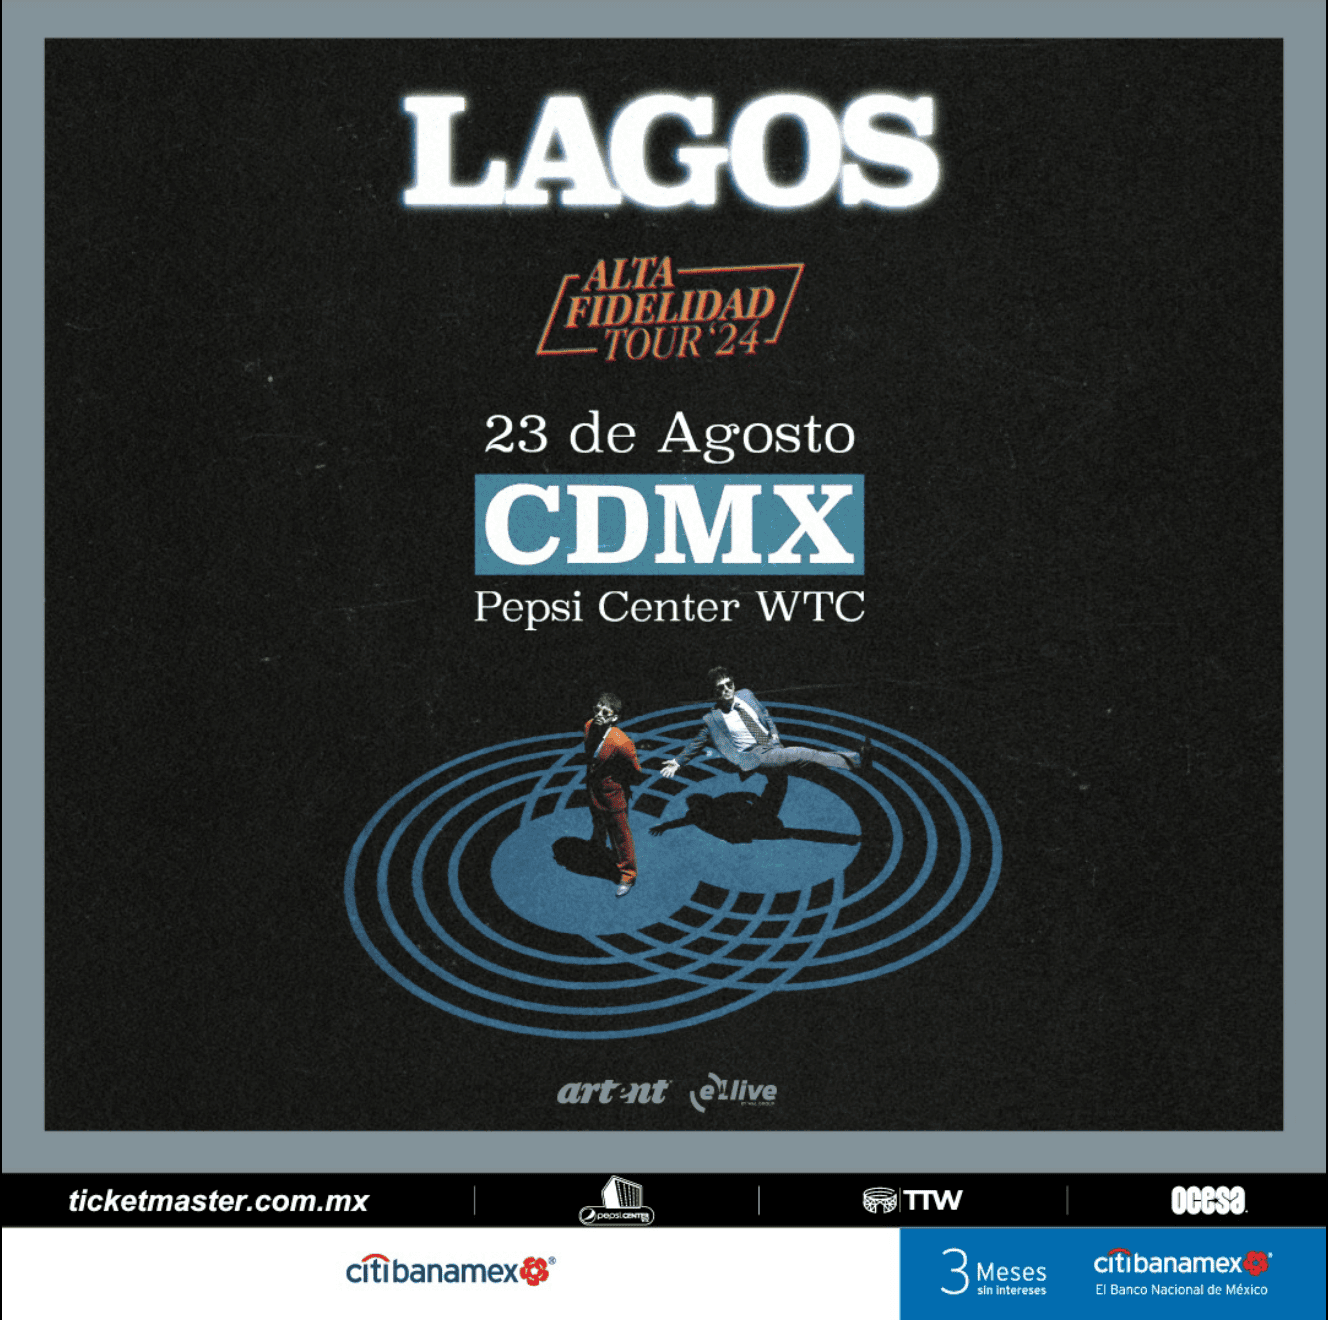 LAGOS
ALTA
FIDELIDAD
TOUR '24
23 de Agosto
CDMX
Pepsi Center WTC
artent
live
ticketmaster.com.mx
pepsi CENTER
TTW
ocesa
citibanamex
3 Meses
sin intereses
citibanamex
El Banco Nacional de México